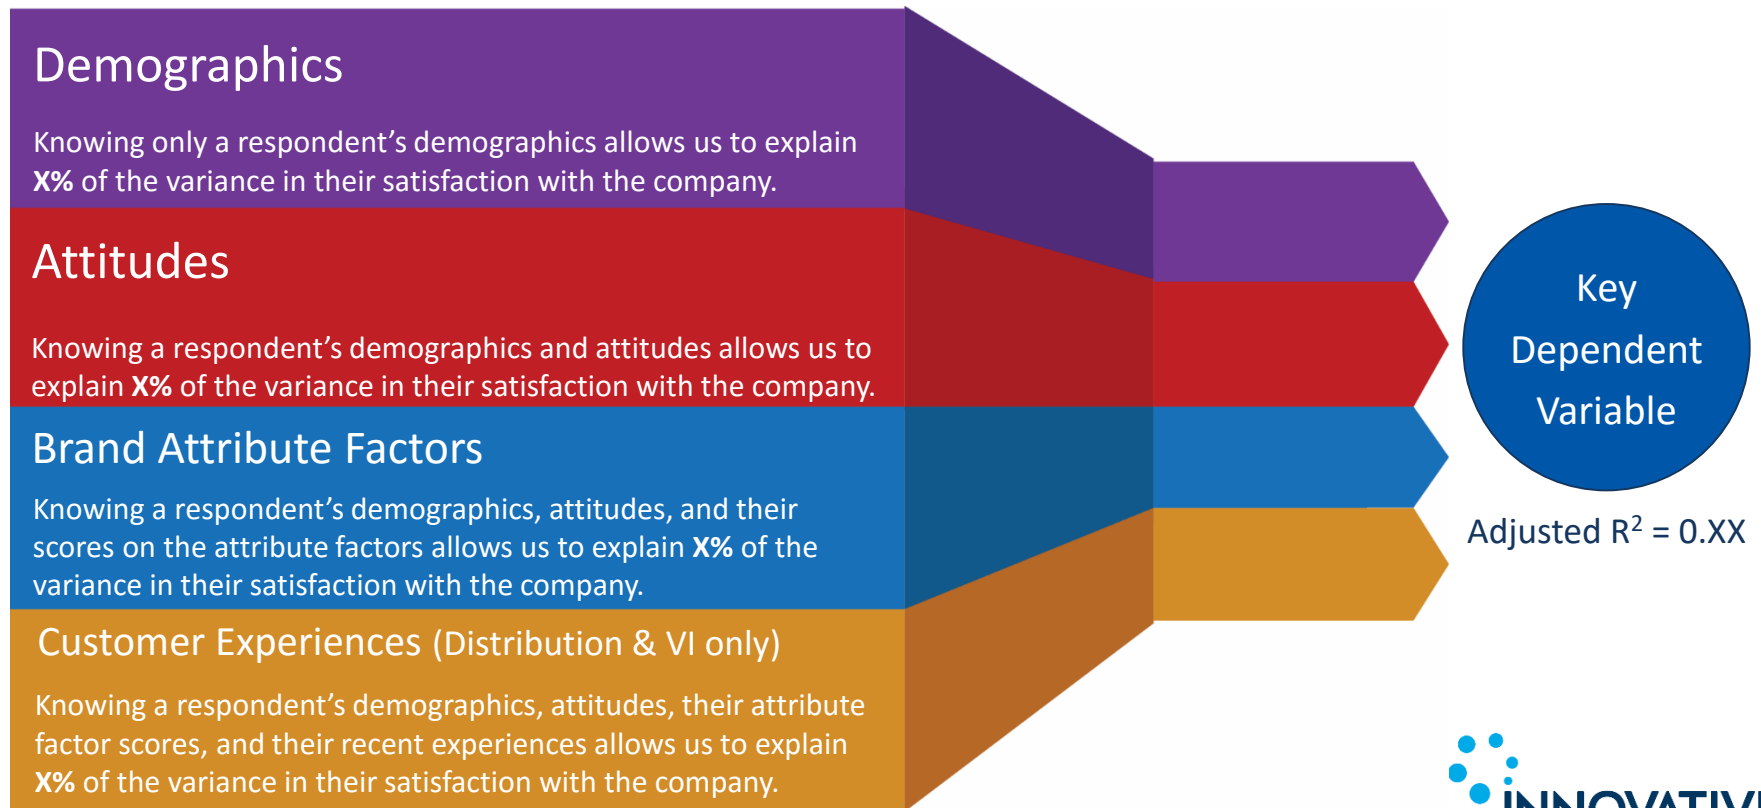 Demographics
Knowing only a respondent’s demographics allows us to explain
X% of the variance in their satisfaction with the company.
Attitudes
Knowing a respondent’s demographics and attitudes allows us to
explain X% of the variance in their satisfaction with the company.
Brand Attribute Factors
Knowing a respondent’s demographics, attitudes, and their
scores on the attribute factors allows us to explain X% of the
variance in their satisfaction with the company.
Customer Experiences (Distribution & VI only)
Knowing a respondent’s demographics, attitudes, their attribute
factor scores, and their recent experiences allows us to explain
X% of the variance in their satisfaction with the company.
Key
Dependent
Variable
Adjusted R² = 0.XX